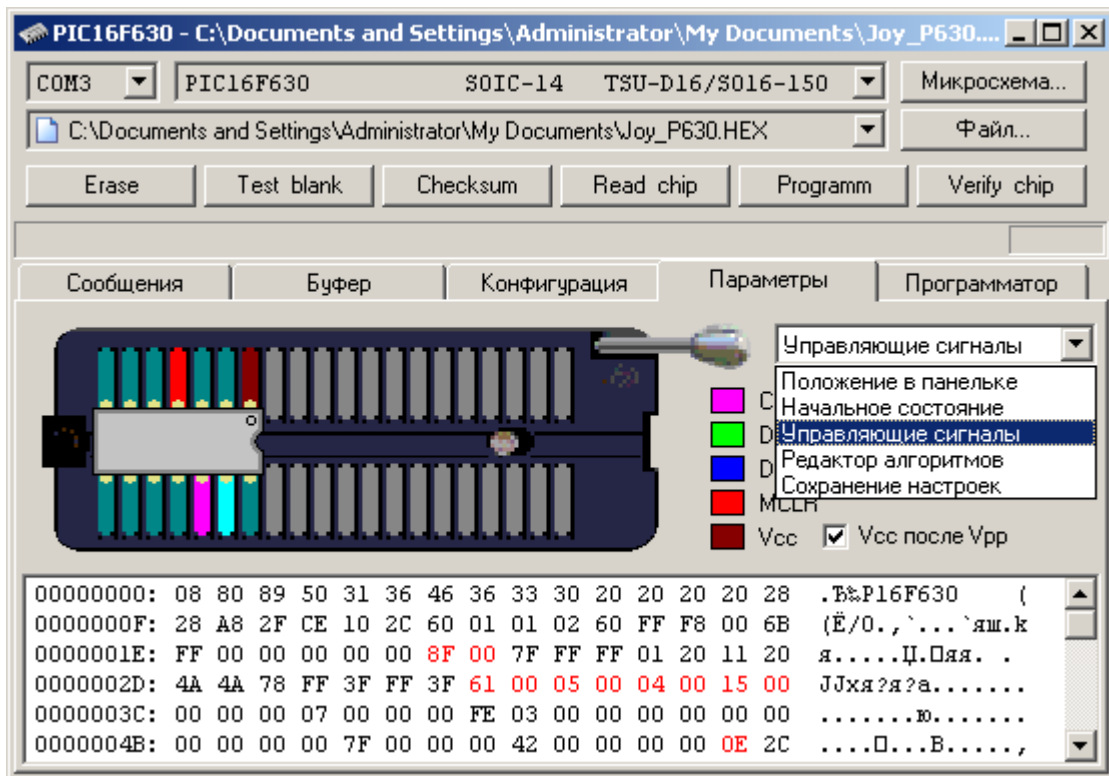 PIC16F630 - C:\Documents and Settings\Administrator\My Documents\Joy_P630....
COM3 PIC16F630 SOIC-14 TSU-D16/SO16-150 Микросхема...
C:\Documents and Settings\Administrator\My Documents\Joy_P630.HEX Файл...
Erase Test blank Checksum Read chip Programm Verify chip
Сообщения Буфер Конфигурация Параметры Программатор
Управляющие сигналы
Положение в панельке
Начальное состояние
Управляющие сигналы
Редактор алгоритмов
Сохранение настроек
MCLR
Vcc Vcc после Vpp
00000000: 08 80 89 50 31 36 46 36 33 30 20 20 20 20 28 .Ђ‰P16F630    (
0000000F: 28 A8 2F CE 10 2C 60 01 01 02 60 FF F8 00 6B (Ё/О.,`...`яш.k
0000001E: FF 00 00 00 00 00 8F 00 7F FF FF 01 20 11 20 я.....Џ.□яя. .
0000002D: 4A 4A 78 FF 3F FF 3F 61 00 05 00 04 00 15 00 JJxя?я?a.......
0000003C: 00 00 00 07 00 00 00 FE 03 00 00 00 00 00 00 .......ю.......
0000004B: 00 00 00 00 7F 00 00 00 42 00 00 00 00 0E 2C ....□...B.....,